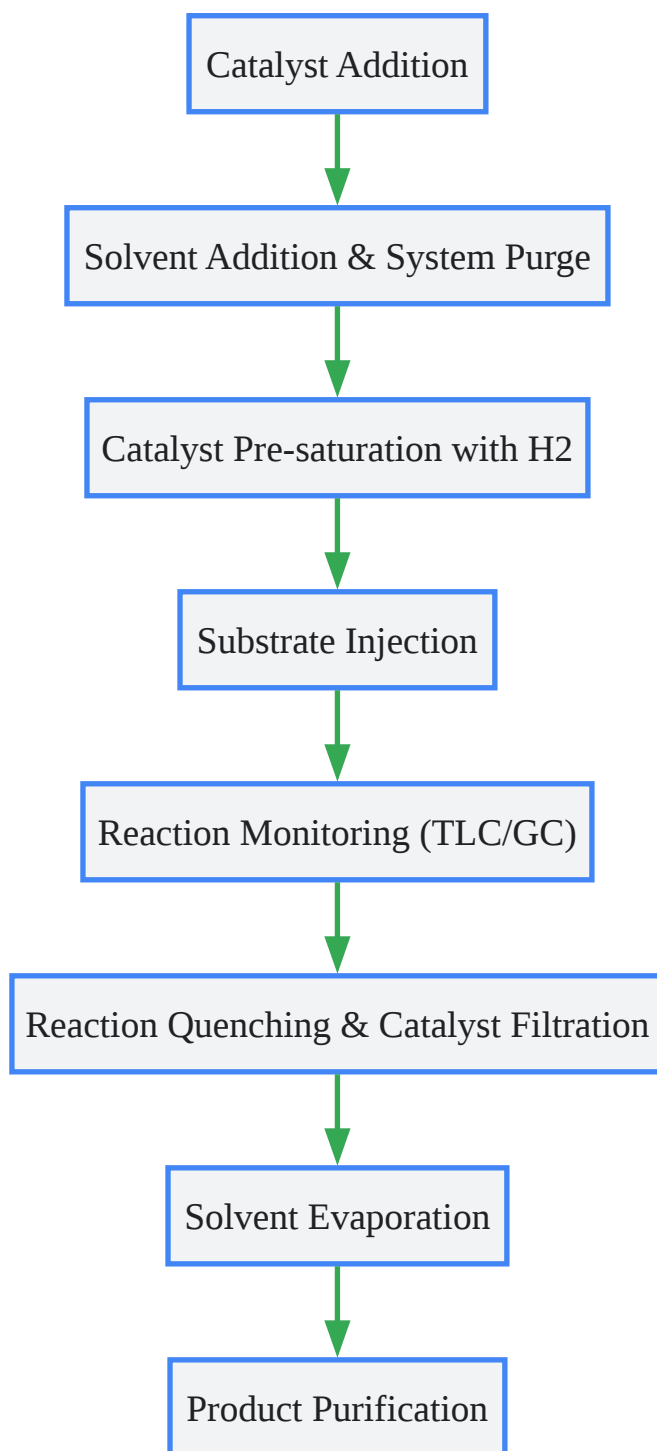 Catalyst Addition
Solvent Addition & System Purge
Catalyst Pre-saturation with H2
Substrate Injection
Reaction Monitoring (TLC/GC)
Reaction Quenching & Catalyst Filtration
Solvent Evaporation
Product Purification